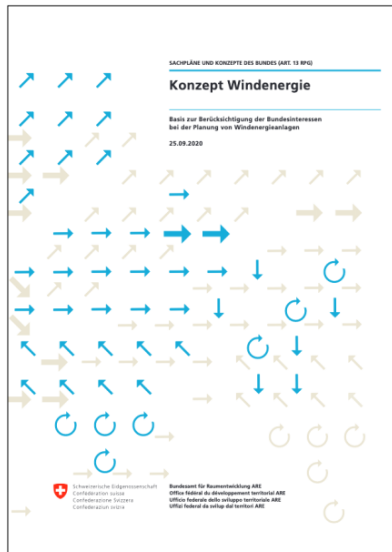 SACHPLÄNE UND KONZEPTE DES BUNDES (ART. 13 RPG)
Konzept Windenergie
Basis zur Berücksichtigung der Bundesinteressen
bei der Planung von Windenergieanlagen
25.09.2020
Schweizerische Eidgenossenschaft
Confédération suisse
Confederazione Svizzera
Confederaziun svizra
Bundesamt für Raumentwicklung ARE
Office fédéral du développement territorial ARE
Ufficio federale dello sviluppo territoriale ARE
Uffizi federal da svilup dal territori ARE